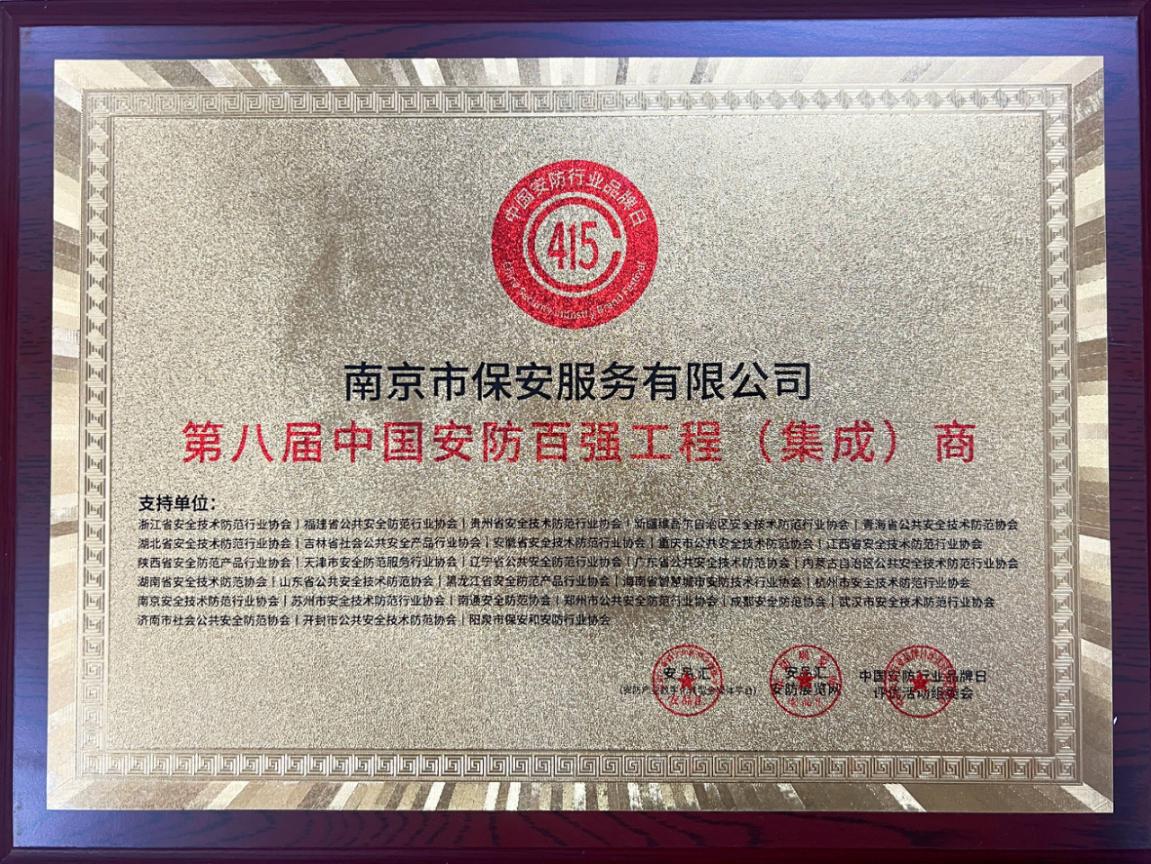 中国安防行业品牌日
415
China Security Industry Brand Festival
南京市保安服务有限公司
第八届中国安防百强工程（集成）商
支持单位：
浙江省安全技术防范行业协会丨福建省公共安全防范行业协会丨贵州省安全技术防范行业协会丨新疆维吾尔自治区安全技术防范行业协会丨青海省公共安全技术防范协会
湖北省安全技术防范行业协会丨吉林省社会公共安全产品行业协会丨安徽省安全技术防范行业协会丨重庆市公共安全技术防范协会丨江西省安全技术防范行业协会
陕西省安全防范产品行业协会丨天津市安全防范服务行业协会丨辽宁省公共安全防范行业协会丨广东省公共安全技术防范协会丨内蒙古自治区公共安全技术防范行业协会
湖南省安全技术防范协会丨山东省公共安全技术防范协会丨黑龙江省安全防范产品行业协会丨海南省智慧城市安防技术行业协会丨杭州市安全技术防范行业协会
南京安全技术防范行业协会丨苏州市安全技术防范行业协会丨南通安全防范协会丨郑州市公共安全防范行业协会丨成都安全防范协会丨武汉市安全技术防范行业协会
济南市社会公共安全防范协会丨开封市公共安全技术防范协会丨阳泉市保安和安防行业协会
安品汇
安品汇
安防展览网
中国安防行业品牌日
评优活动组委会